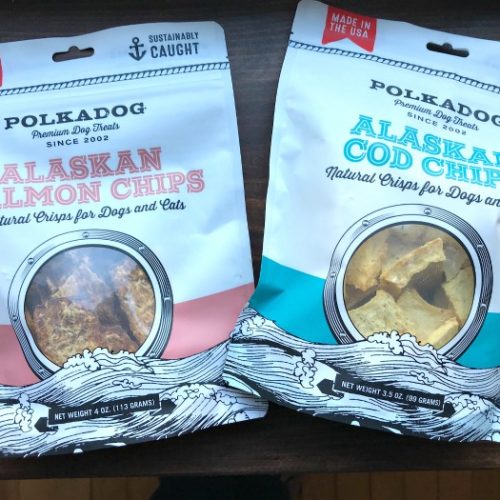 SUSTAINABLY
CAUGHT
POLKADOG
Premium Dog Treats
SINCE 2002
ALASKAN
ALMON CHIPS
atural Crisps for Dogs and Cats
NET WEIGHT 4 OZ. (113 GRAMS)
MADE IN
THE USA
POLKADOG
Premium Dog Treats
SINCE 2002
ALASKAN
COD CHIP
Natural Crisps for Dogs and
NET WEIGHT 3.5 OZ. (99 GRAMS)